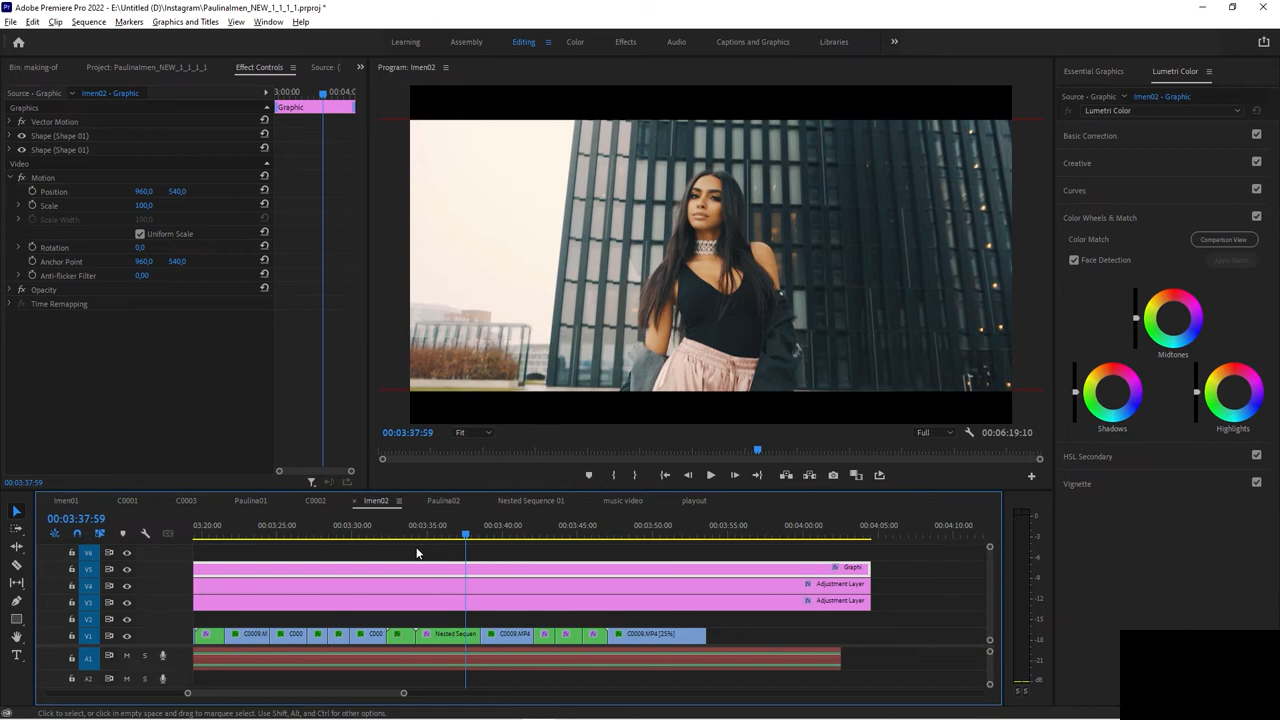 Adobe Premiere Pro 2022 - E:\Untitled (D)\Instagram\PaulinaImen_NEW_1_1_1_1.prproj *
File Edit Clip Sequence Markers Graphics and Titles View Window Help
Learning Assembly Editing Color Effects Audio Captions and Graphics Libraries
Bin: making-of Project: PaulinaImen_NEW_1_1_1_1 Effect Controls Source: (
Program: Imen02
Essential Graphics Lumetri Color
Source • Graphic Imen02 • Graphic
3:00:00 00:04:0
Graphics
Graphic
Vector Motion
Shape (Shape 01)
Shape (Shape 01)
Video
Motion
Position 960,0 540,0
Scale 100,0
Scale Width 100,0
Uniform Scale
Rotation 0,0
Anchor Point 960,0 540,0
Anti-flicker Filter 0,00
Opacity
Time Remapping
00:03:37:59
Source • Graphic Imen02 • Graphic
Lumetri Color
Basic Correction
Creative
Curves
Color Wheels & Match
Color Match Comparison View
Face Detection Apply Match
Midtones
Shadows Highlights
HSL Secondary
Vignette
00:03:37:59 Fit Full 00:06:19:10
Imen01 C0001 C0003 Paulina01 C0002 Imen02 Paulina02 Nested Sequence 01 music video playout
00:03:37:59
03:20:00 00:03:25:00 00:03:30:00 00:03:35:00 00:03:40:00 00:03:45:00 00:03:50:00 00:03:55:00 00:04:00:00 00:04:05:00 00:04:10:00
V6
V5 Graphi
V4 Adjustment Layer
V3 Adjustment Layer
V2
V1 C0009.M C000 C000 Nested Sequen C0009.MP4 C0009.MP4 [25%]
A1 M S
A2 M S
0
-3
-6
-9
-12
-15
-18
-21
dB
S S
Click to select, or click in empty space and drag to marquee select. Use Shift, Alt, and Ctrl for other options.